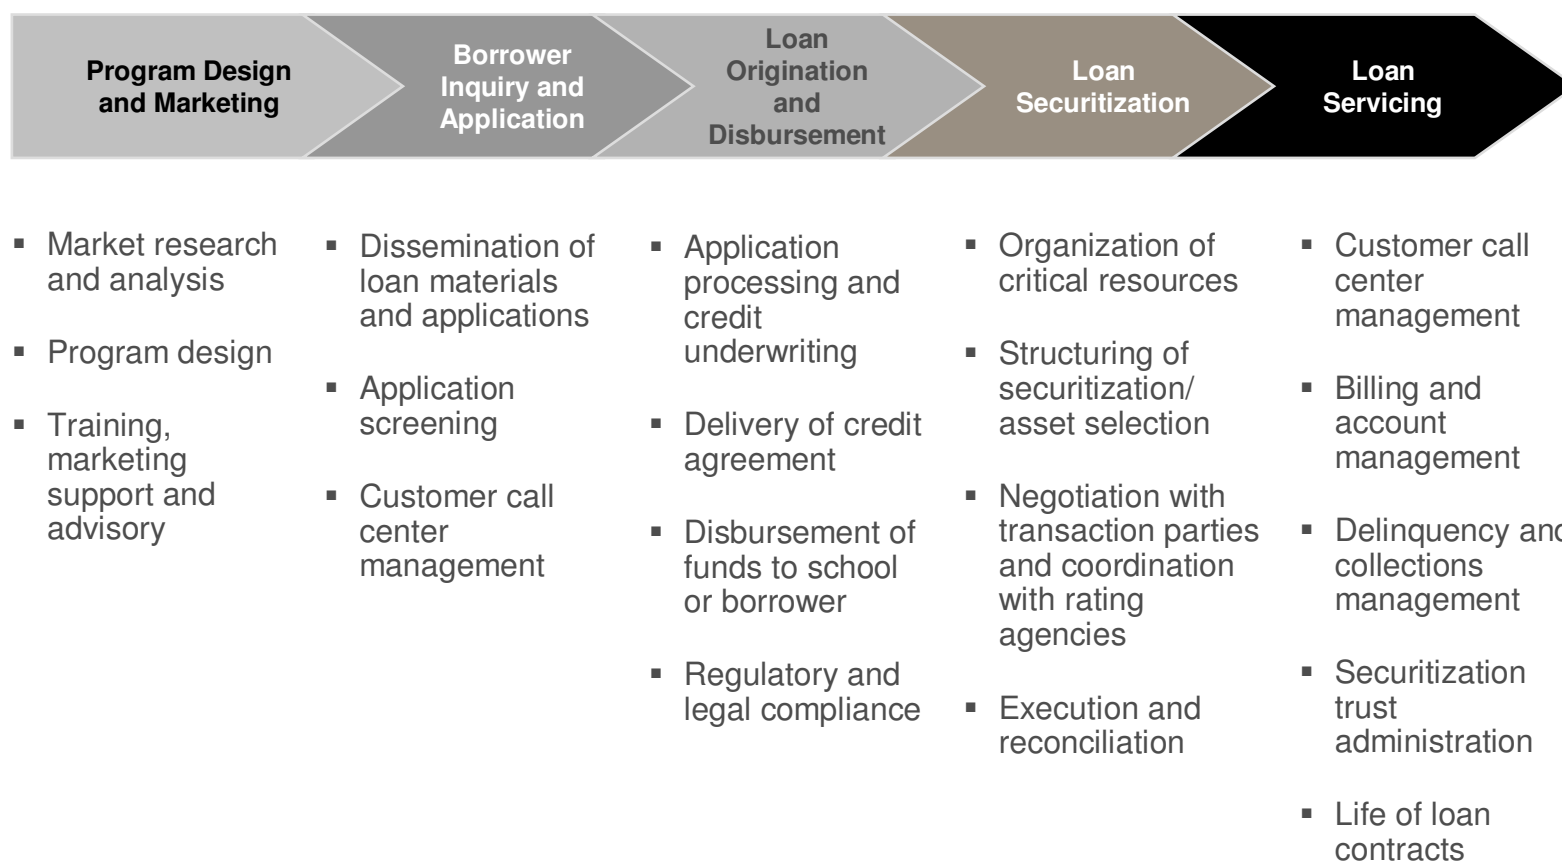 Program Design
and Marketing
Borrower
Inquiry and
Application
Loan
Origination
and
Disbursement
Loan
Securitization
Loan
Servicing
▪ Market research
and analysis
▪ Program design
▪ Training,
marketing
support and
advisory
▪ Dissemination of
loan materials
and applications
▪ Application
screening
▪ Customer call
center
management
▪ Application
processing and
credit
underwriting
▪ Delivery of credit
agreement
▪ Disbursement of
funds to school
or borrower
▪ Regulatory and
legal compliance
▪ Organization of
critical resources
▪ Structuring of
securitization/
asset selection
▪ Negotiation with
transaction parties
and coordination
with rating
agencies
▪ Execution and
reconciliation
▪ Customer call
center
management
▪ Billing and
account
management
▪ Delinquency and
collections
management
▪ Securitization
trust
administration
▪ Life of loan
contracts